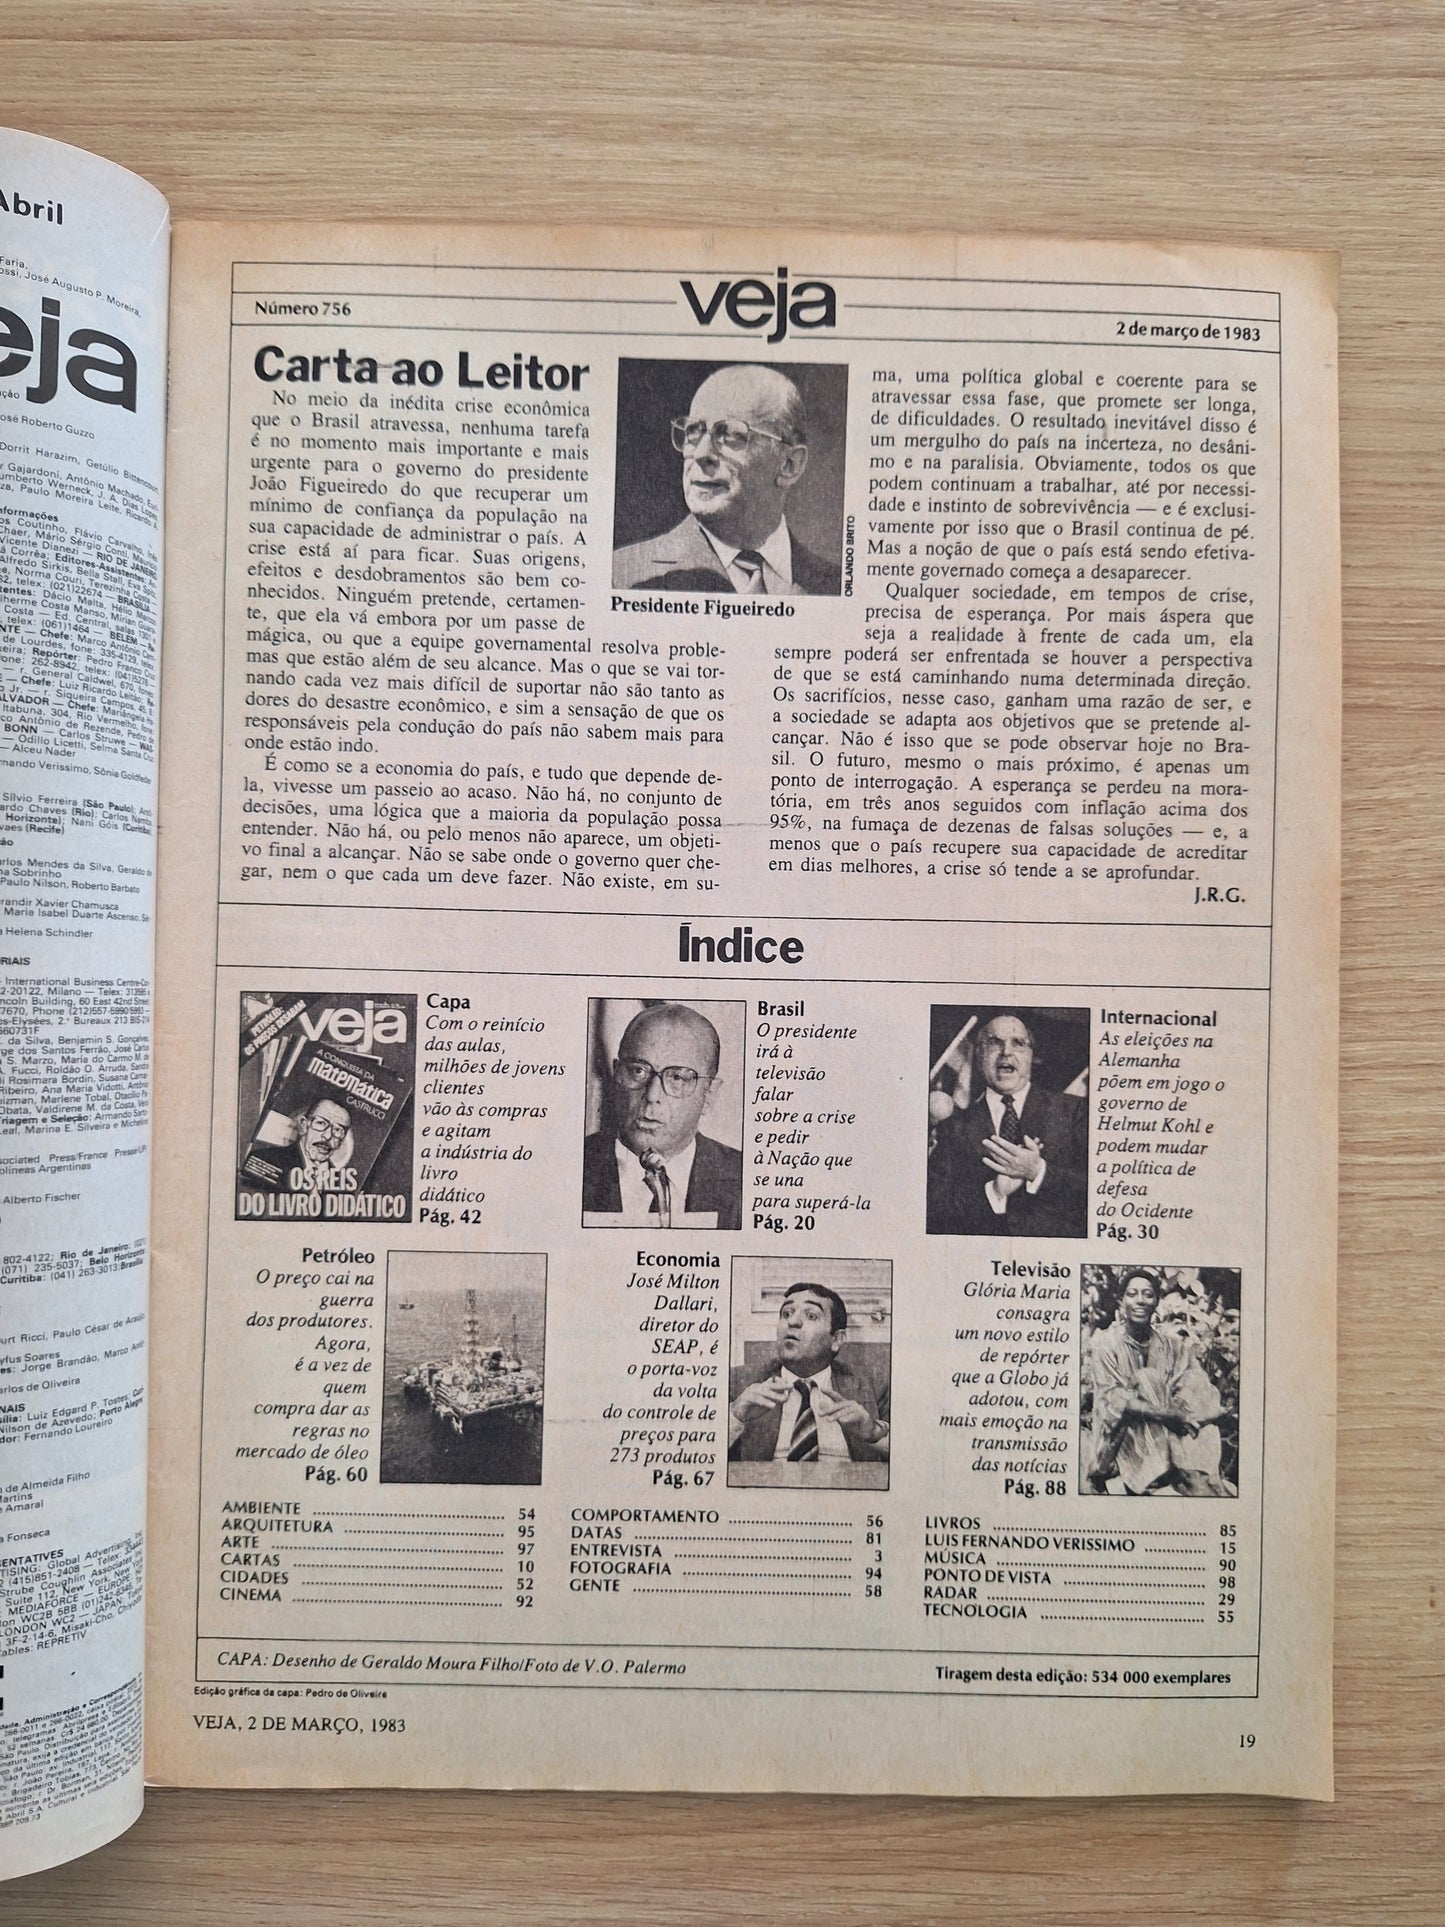 Abril
Faria,
ossi, José Augusto P. Moreira,
eja
José Roberto Guzzo
Dorrit Harazim, Getúlio Bittencourt,
Número 756
veja
2 de março de 1983
Carta ao Leitor
No meio da inédita crise econômica
que o Brasil atravessa, nenhuma tarefa
é no momento mais importante e mais
urgente para o governo do presidente
João Figueiredo do que recuperar um
mínimo de confiança da população na
sua capacidade de administrar o país. A
crise está aí para ficar. Suas origens,
efeitos e desdobramentos são bem co-
nhecidos. Ninguém pretende, certamen-
te, que ela vá embora por um passe de
mágica, ou que a equipe governamental resolva proble-
mas que estão além de seu alcance. Mas o que se vai tor-
nando cada vez mais difícil de suportar não são tanto as
dores do desastre econômico, e sim a sensação de que os
responsáveis pela condução do país não sabem mais para
onde estão indo.
É como se a economia do país, e tudo que depende de-
la, vivesse um passeio ao acaso. Não há, no conjunto de
decisões, uma lógica que a maioria da população possa
entender. Não há, ou pelo menos não aparece, um objeti-
vo final a alcançar. Não se sabe onde o governo quer che-
gar, nem o que cada um deve fazer. Não existe, em su-
ORLANDO BRITO
Presidente Figueiredo
ma, uma política global e coerente para se
atravessar essa fase, que promete ser longa,
de dificuldades. O resultado inevitável disso é
um mergulho do país na incerteza, no desâni-
mo e na paralisia. Obviamente, todos os que
podem continuam a trabalhar, até por necessi-
dade e instinto de sobrevivência — e é exclusi-
vamente por isso que o Brasil continua de pé.
Mas a noção de que o país está sendo efetiva-
mente governado começa a desaparecer.
Qualquer sociedade, em tempos de crise,
precisa de esperança. Por mais áspera que
seja a realidade à frente de cada um, ela
sempre poderá ser enfrentada se houver a perspectiva
de que se está caminhando numa determinada direção.
Os sacrifícios, nesse caso, ganham uma razão de ser, e
a sociedade se adapta aos objetivos que se pretende al-
cançar. Não é isso que se pode observar hoje no Bra-
sil. O futuro, mesmo o mais próximo, é apenas um
ponto de interrogação. A esperança se perdeu na mora-
tória, em três anos seguidos com inflação acima dos
95%, na fumaça de dezenas de falsas soluções — e, a
menos que o país recupere sua capacidade de acreditar
em dias melhores, a crise só tende a se aprofundar.
J.R.G.
Índice
veja
A CONQUISTA DA
matemática
CASTRUCCI
OS REIS
DO LIVRO DIDÁTICO
Capa
Com o reinício
das aulas,
milhões de jovens
clientes
vão às compras
e agitam
a indústria do
livro
didático
Pág. 42
Brasil
O presidente
irá à
televisão
falar
sobre a crise
e pedir
à Nação que
se una
para superá-la
Pág. 20
Internacional
As eleições na
Alemanha
põem em jogo o
governo de
Helmut Kohl e
podem mudar
a política de
defesa
do Ocidente
Pág. 30
Petróleo
O preço cai na
guerra
dos produtores.
Agora,
é a vez de
quem
compra dar as
regras no
mercado de óleo
Pág. 60
Economia
José Milton
Dallari,
diretor do
SEAP, é
o porta-voz
da volta
do controle de
preços para
273 produtos
Pág. 67
Televisão
Glória Maria
consagra
um novo estilo
de repórter
que a Globo já
adotou, com
mais emoção na
transmissão
das notícias
Pág. 88
AMBIENTE 54
ARQUITETURA 95
ARTE 97
CARTAS 10
CIDADES 52
CINEMA 92
COMPORTAMENTO 56
DATAS 81
ENTREVISTA 3
FOTOGRAFIA 94
GENTE 58
LIVROS 85
LUIS FERNANDO VERISSIMO 15
MÚSICA 90
PONTO DE VISTA 98
RADAR 29
TECNOLOGIA 55
CAPA: Desenho de Geraldo Moura Filho/Foto de V.O. Palermo
Tiragem desta edição: 534 000 exemplares
Edição gráfica da capa: Pedro de Oliveira
VEJA, 2 DE MARÇO, 1983
19